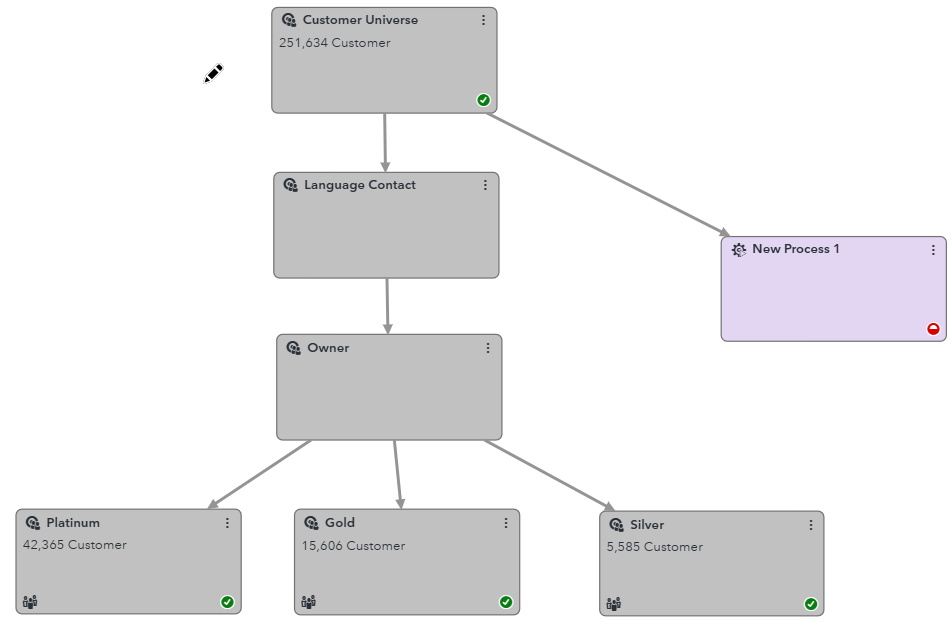 Customer Universe
251,634 Customer
Language Contact
New Process 1
Owner
Platinum
42,365 Customer
Gold
15,606 Customer
Silver
5,585 Customer